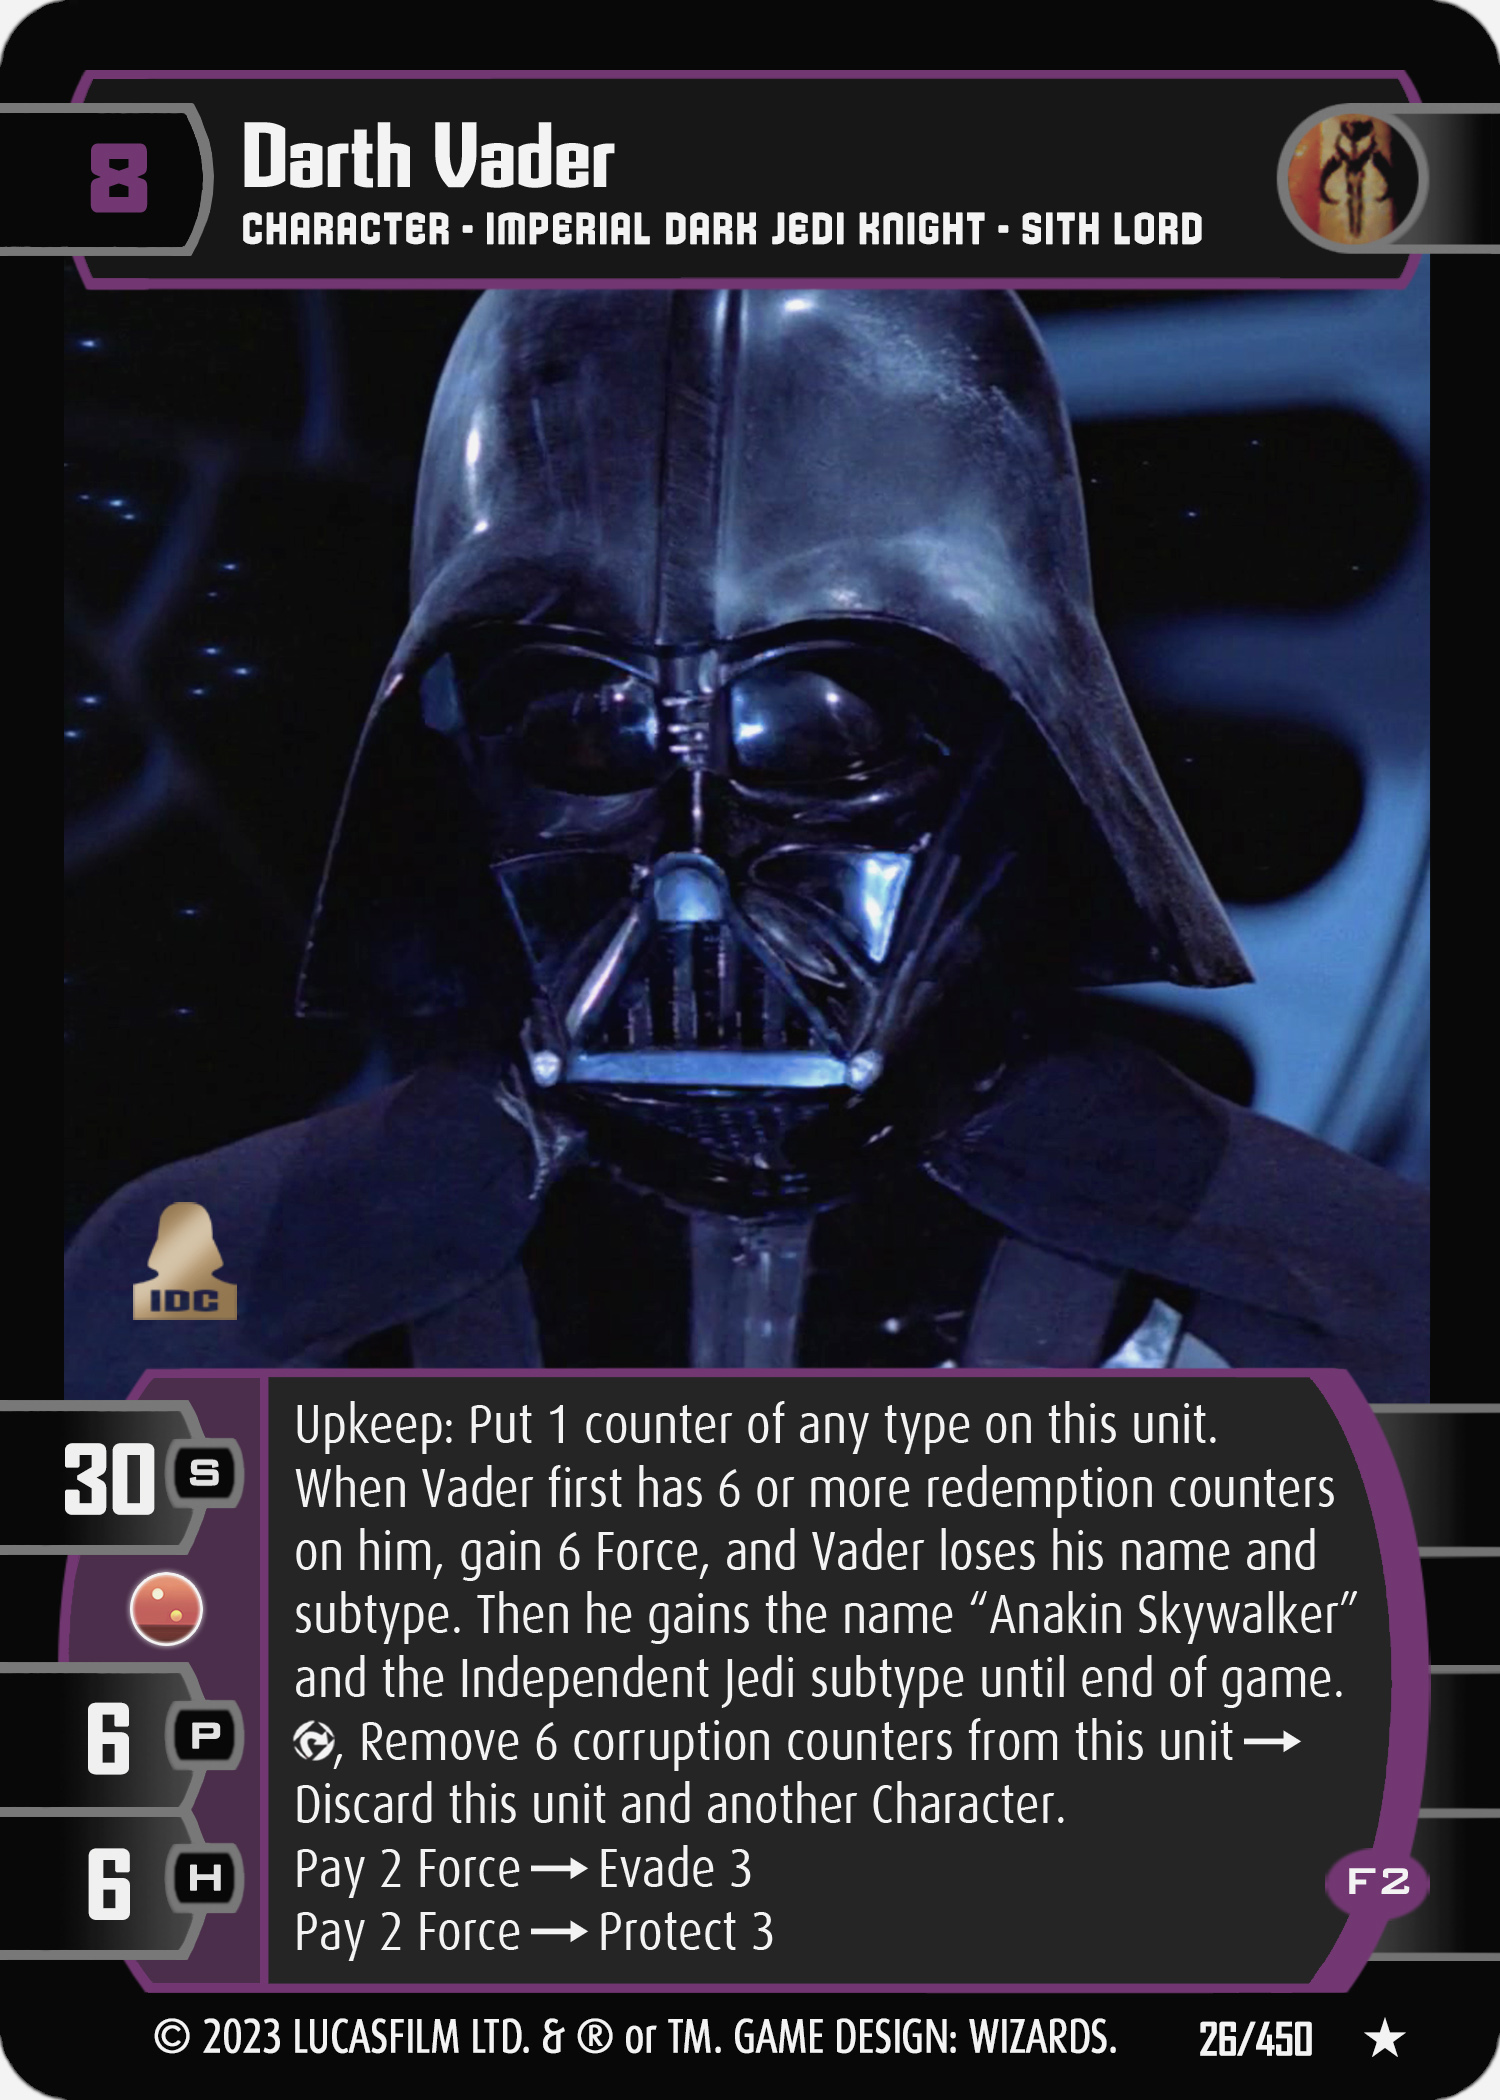 8
Darth Vader
CHARACTER - IMPERIAL DARK JEDI KNIGHT - SITH LORD
IDC
30 S
6 P
6 H
Upkeep: Put 1 counter of any type on this unit.
When Vader first has 6 or more redemption counters
on him, gain 6 Force, and Vader loses his name and
subtype. Then he gains the name “Anakin Skywalker”
and the Independent Jedi subtype until end of game.
, Remove 6 corruption counters from this unit →
Discard this unit and another Character.
Pay 2 Force → Evade 3
Pay 2 Force → Protect 3
F2
© 2023 LUCASFILM LTD. & ® or TM. GAME DESIGN: WIZARDS. 26/450 ★